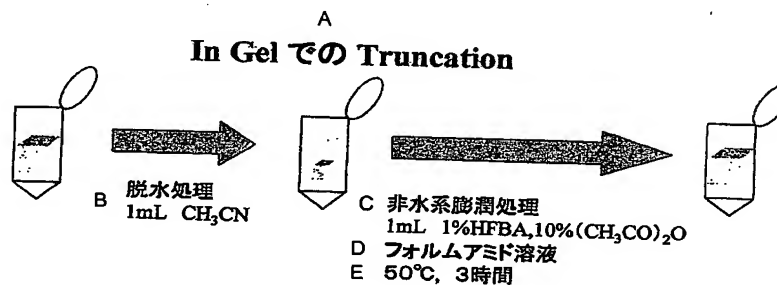 A
In Gel での Truncation
B 脱水処理
1mL CH₃CN
C 非水系膨潤処理
1mL 1%HFBA,10%(CH₃CO)₂O
D フォルムアミド溶液
E 50℃, 3時間